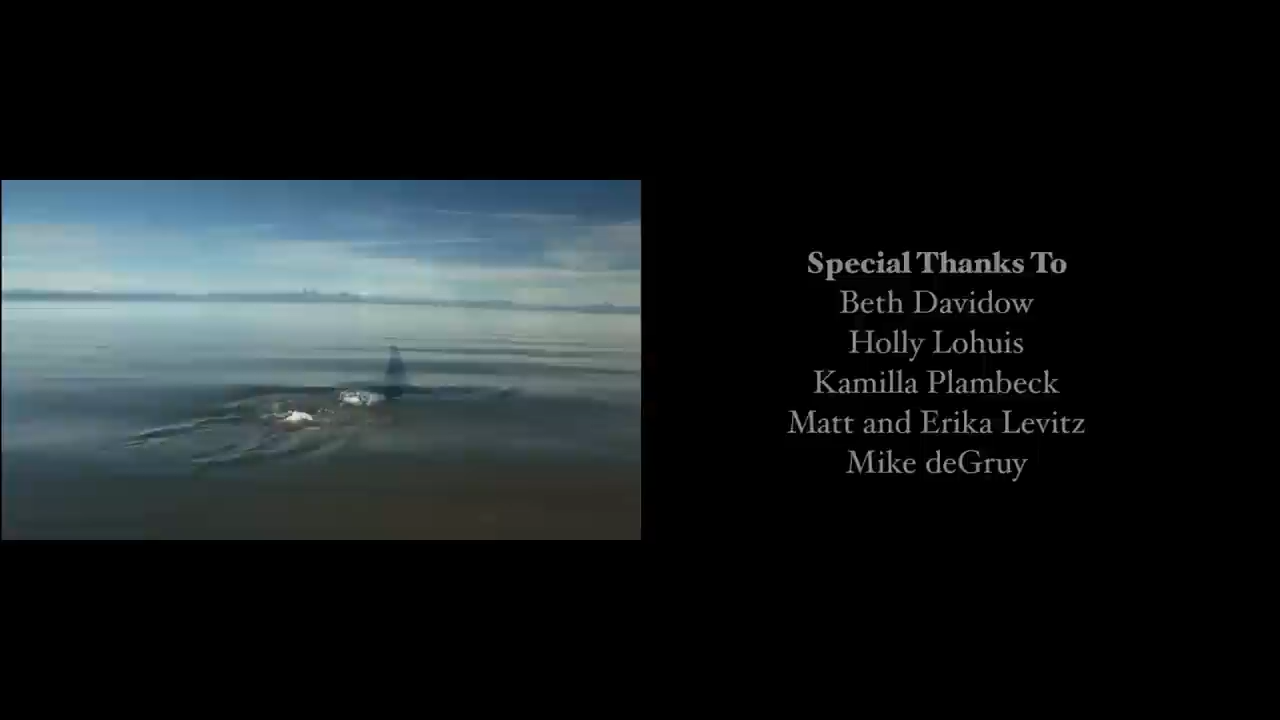 Special Thanks To
Beth Davidow
Holly Lohuis
Kamilla Plambeck
Matt and Erika Levitz
Mike deGruy